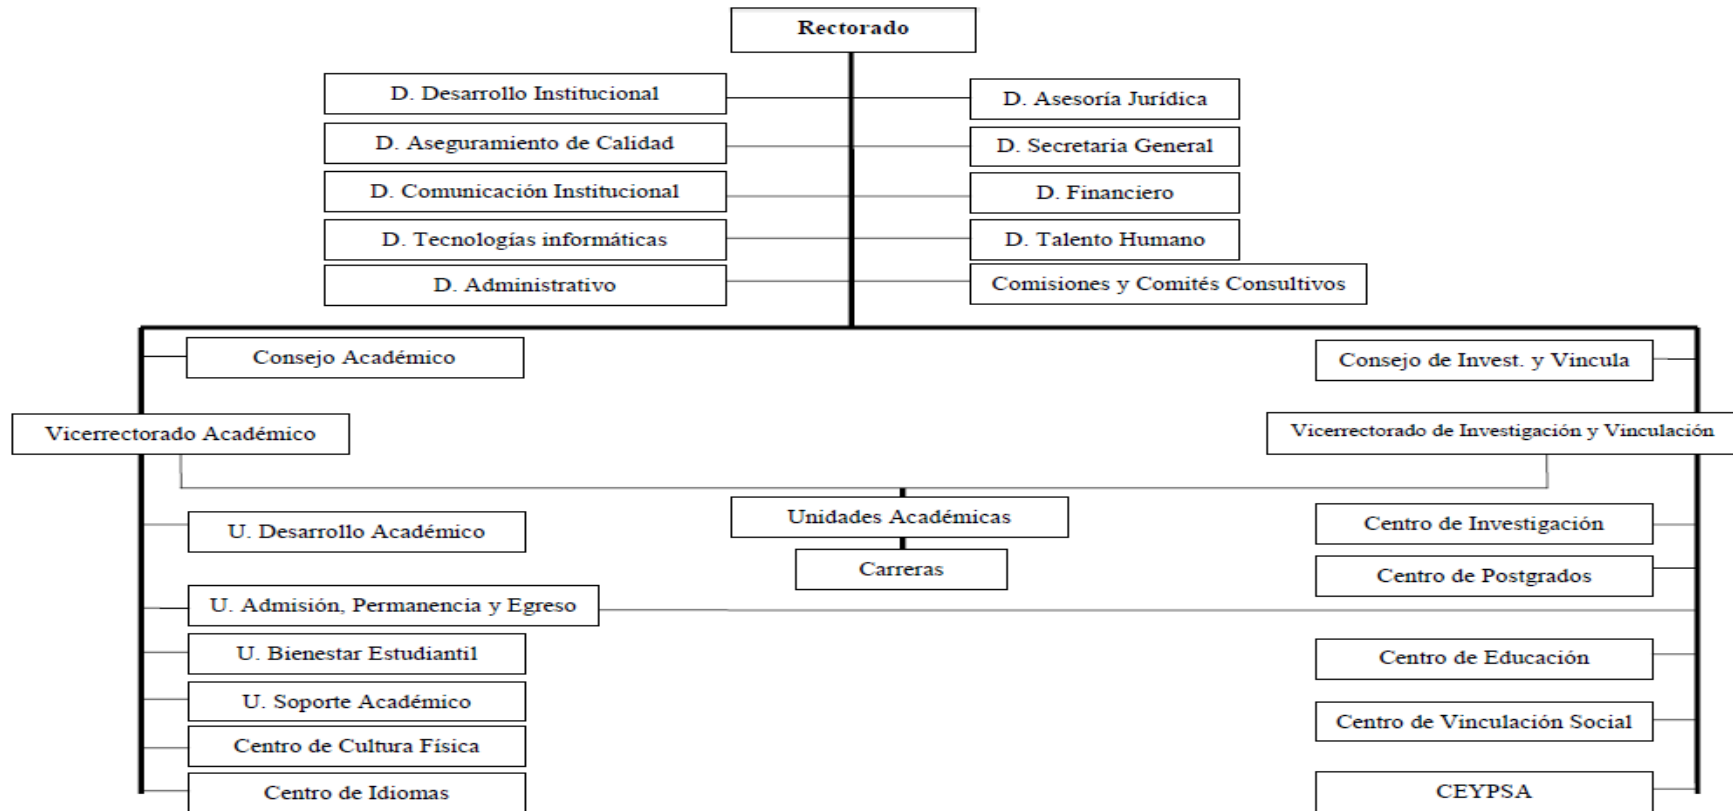 Rectorado
D. Desarrollo Institucional
D. Asesoría Jurídica
D. Aseguramiento de Calidad
D. Secretaria General
D. Comunicación Institucional
D. Financiero
D. Tecnologías informáticas
D. Talento Humano
D. Administrativo
Comisiones y Comités Consultivos
Consejo Académico
Consejo de Invest. y Vincula
Vicerrectorado Académico
Vicerrectorado de Investigación y Vinculación
Unidades Académicas
U. Desarrollo Académico
Centro de Investigación
Carreras
Centro de Postgrados
U. Admisión, Permanencia y Egreso
U. Bienestar Estudiantil
Centro de Educación
U. Soporte Académico
Centro de Vinculación Social
Centro de Cultura Física
Centro de Idiomas
CEYPSA